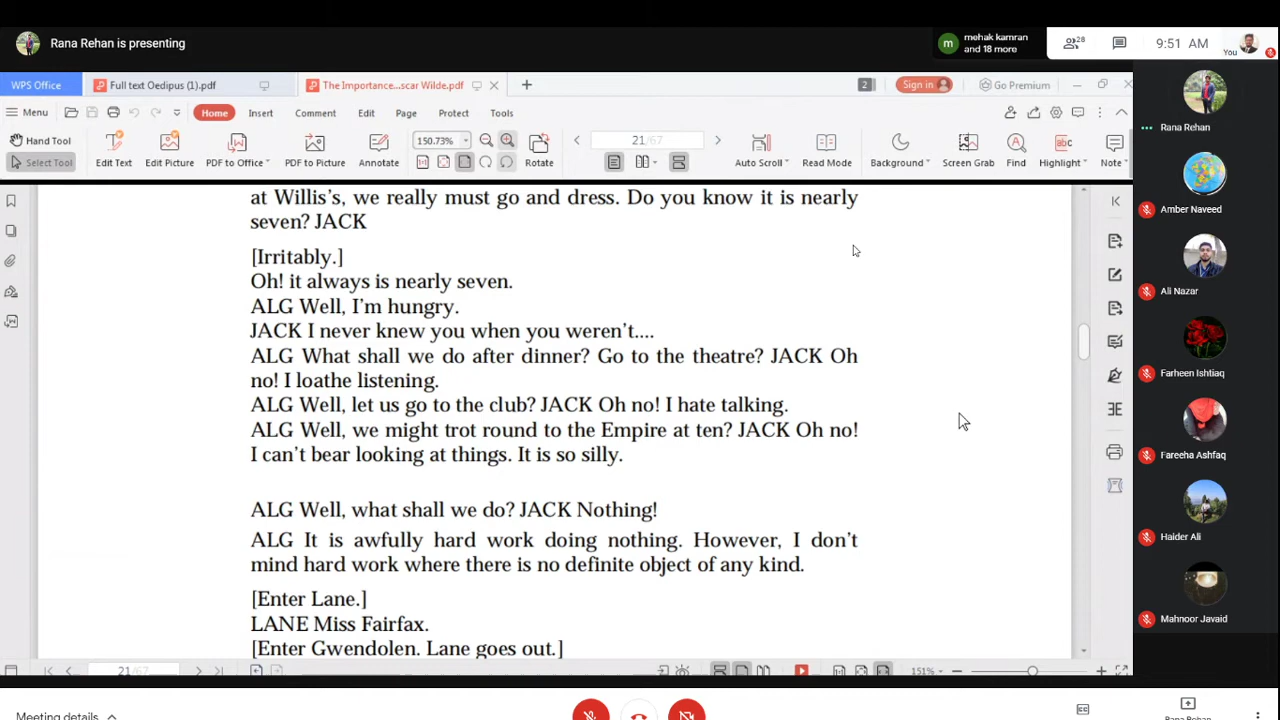 Rana Rehan is presenting
m mehak kamran
and 18 more
28
9:51 AM
You
WPS Office
Full text Oedipus (1).pdf
The Importance...scar Wilde.pdf
2
Sign in
Go Premium
Menu
Home
Insert
Comment
Edit
Page
Protect
Tools
Hand Tool
Select Tool
Edit Text
Edit Picture
PDF to Office
PDF to Picture
Annotate
150.73%
Rotate
21/67
Auto Scroll
Read Mode
Background
Screen Grab
Find
Highlight
Note
at Willis's, we really must go and dress. Do you know it is nearly
seven? JACK
[Irritably.]
Oh! it always is nearly seven.
ALG Well, I'm hungry.
JACK I never knew you when you weren't....
ALG What shall we do after dinner? Go to the theatre? JACK Oh
no! I loathe listening.
ALG Well, let us go to the club? JACK Oh no! I hate talking.
ALG Well, we might trot round to the Empire at ten? JACK Oh no!
I can't bear looking at things. It is so silly.
ALG Well, what shall we do? JACK Nothing!
ALG It is awfully hard work doing nothing. However, I don't
mind hard work where there is no definite object of any kind.
[Enter Lane.]
LANE Miss Fairfax.
[Enter Gwendolen. Lane goes out.]
21/67
151%
Rana Rehan
Amber Naveed
Ali Nazar
Farheen Ishtiaq
Fareeha Ashfaq
Haider Ali
Mahnoor Javaid
Meeting details
Rana Rehan